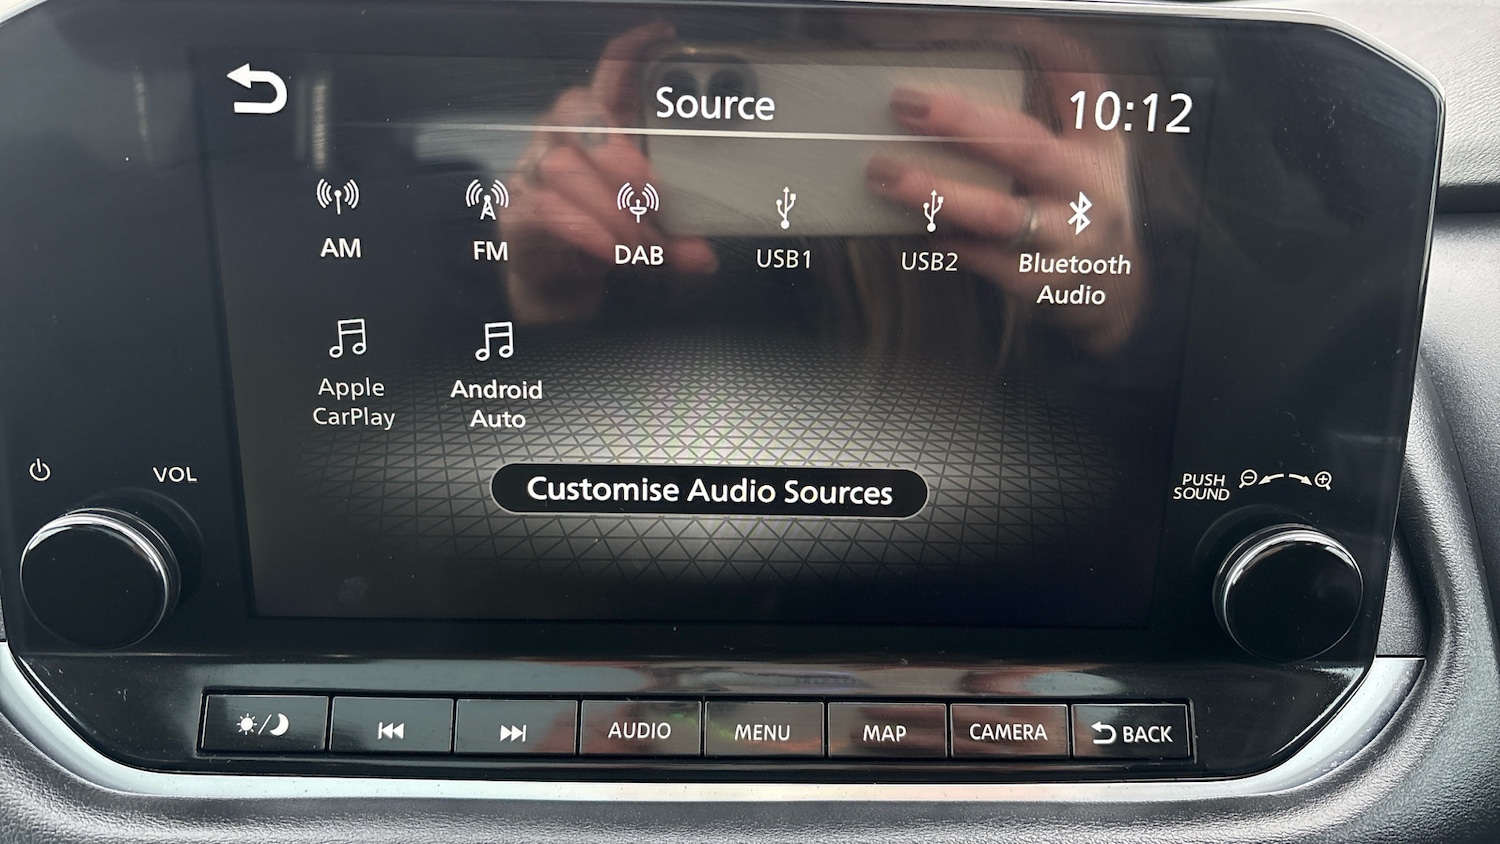 Source
10:12
AM
FM
DAB
USB1
USB2
Bluetooth
Audio
Apple
CarPlay
Android
Auto
Customise Audio Sources
VOL
PUSH
SOUND
AUDIO
MENU
MAP
CAMERA
BACK